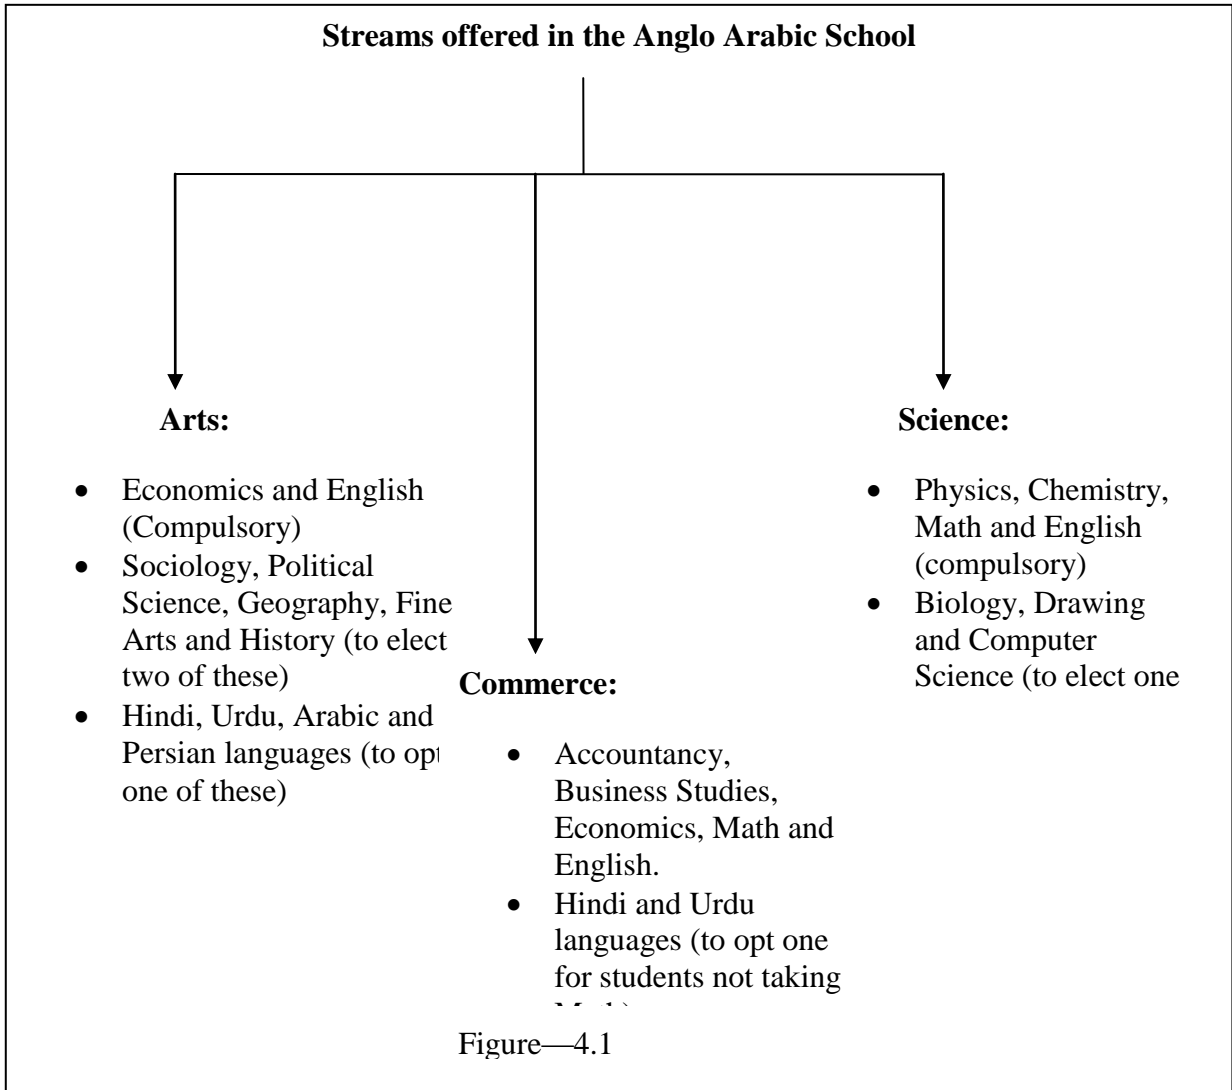 Streams offered in the Anglo Arabic School
Arts:
• Economics and English
(Compulsory)
• Sociology, Political
Science, Geography, Fine
Arts and History (to elect
two of these)
• Hindi, Urdu, Arabic and
Persian languages (to opt
one of these)
Commerce:
• Accountancy,
Business Studies,
Economics, Math and
English.
• Hindi and Urdu
languages (to opt one
for students not taking
Science:
• Physics, Chemistry,
Math and English
(compulsory)
• Biology, Drawing
and Computer
Science (to elect one
Figure—4.1